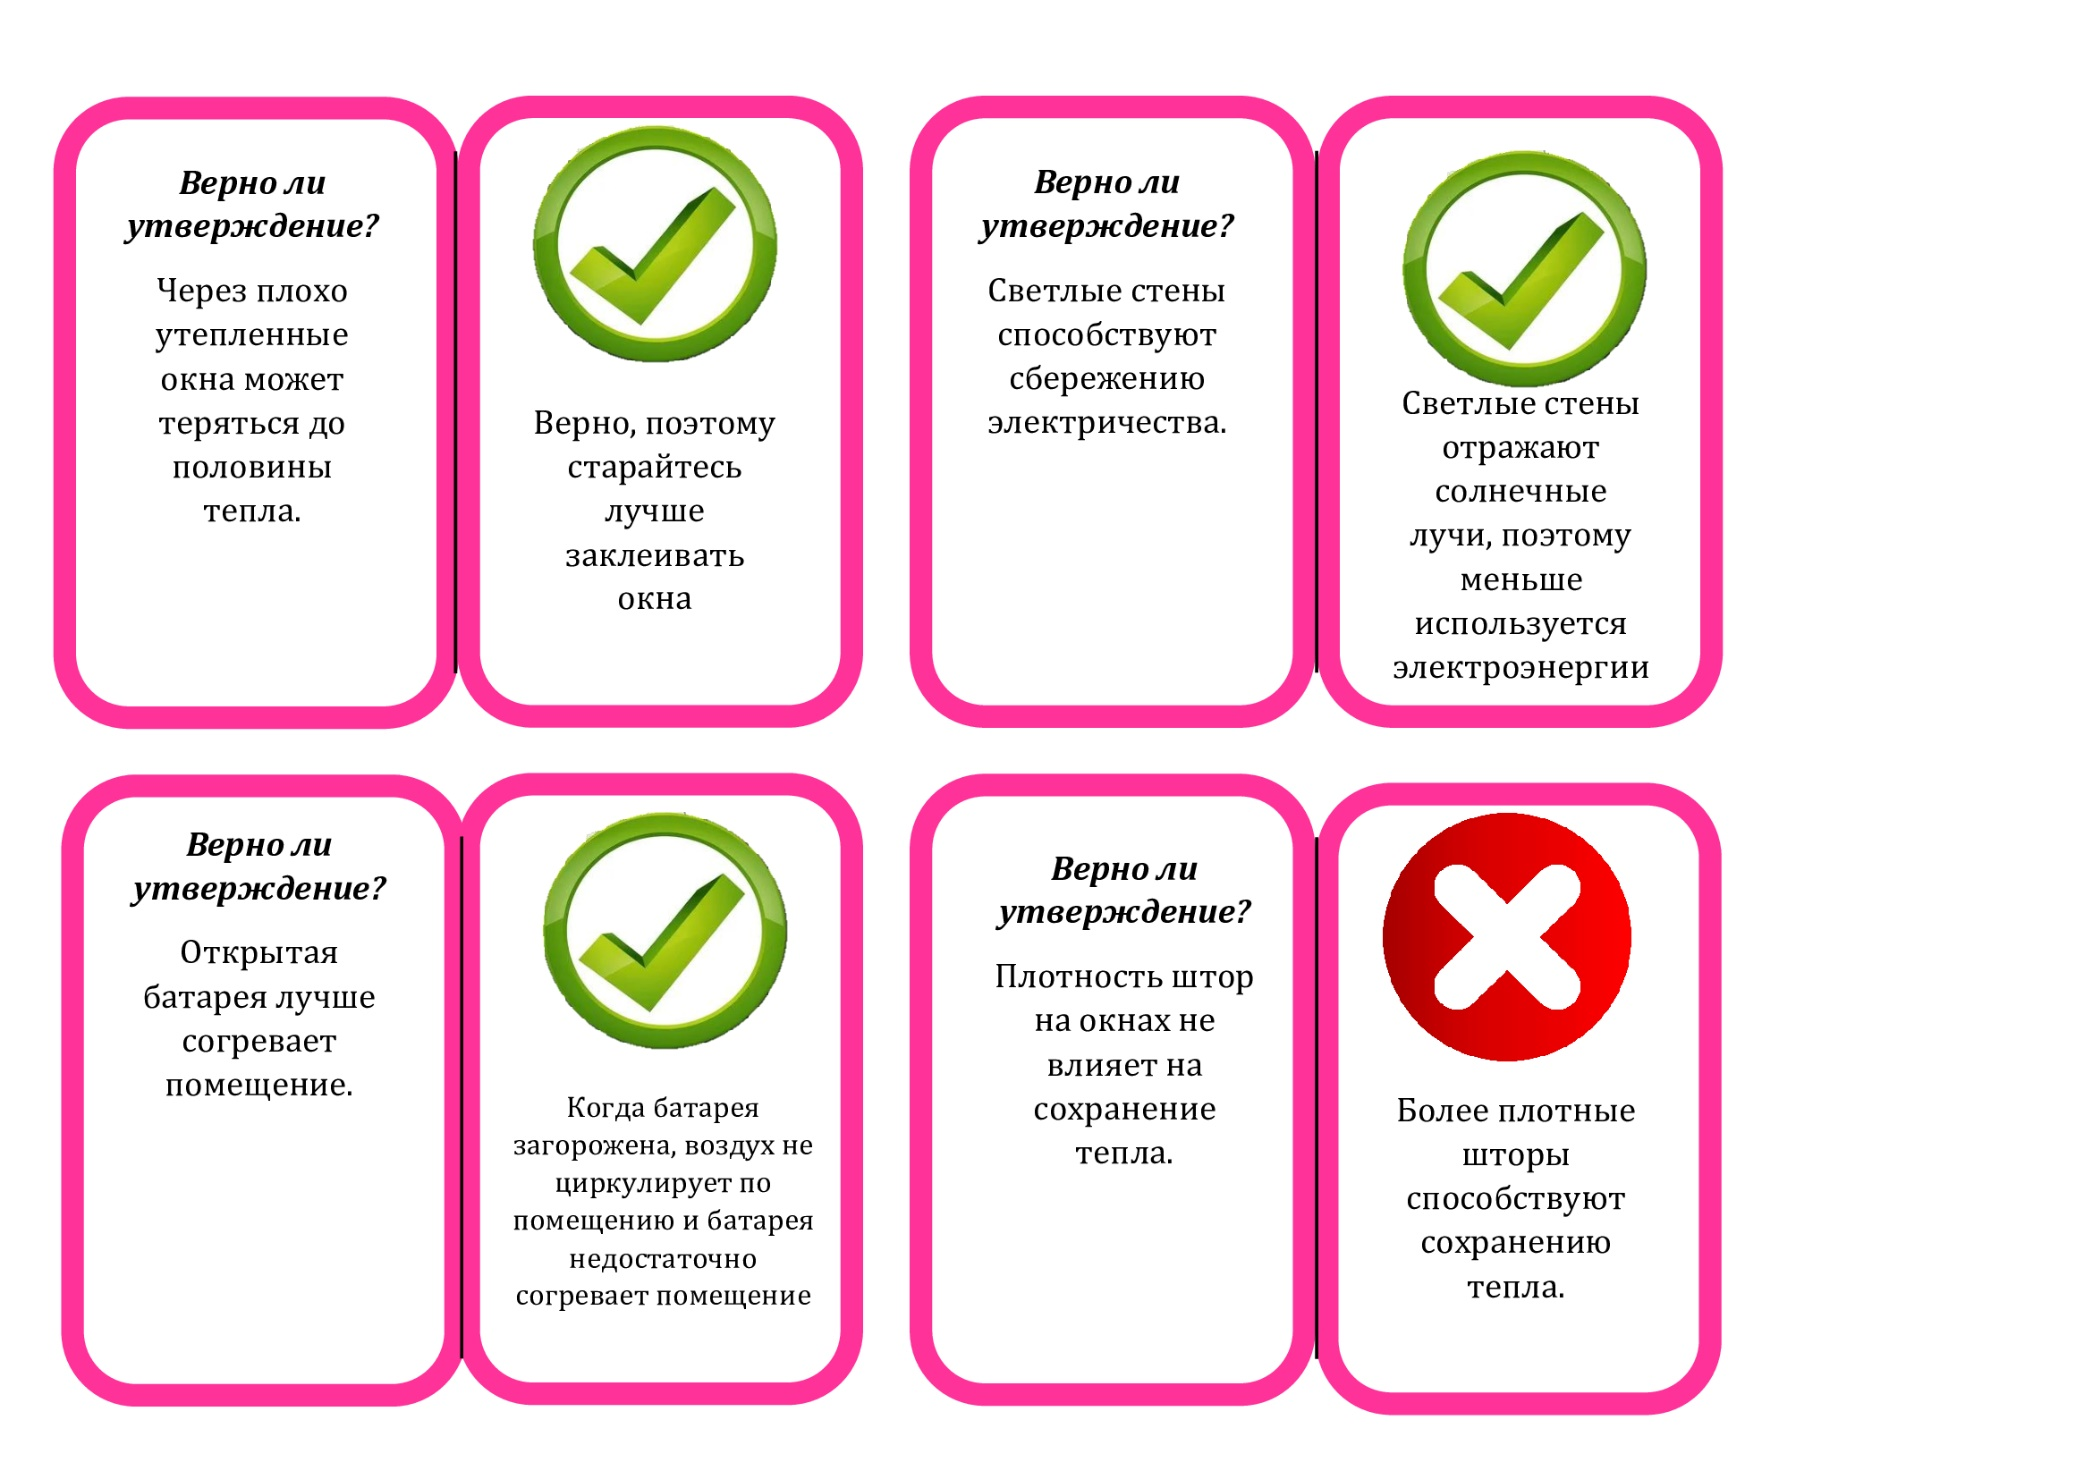 Верно ли
утверждение?
Через плохо
утепленные
окна может
теряться до
половины
тепла.
Верно, поэтому
старайтесь
лучше
заклеивать
окна
Верно ли
утверждение?
Светлые стены
способствуют
сбережению
электричества.
Светлые стены
отражают
солнечные
лучи, поэтому
меньше
используется
электроэнергии
Верно ли
утверждение?
Открытая
батарея лучше
согревает
помещение.
Когда батарея
загорожена, воздух не
циркулирует по
помещению и батарея
недостаточно
согревает помещение
Верно ли
утверждение?
Плотность штор
на окнах не
влияет на
сохранение
тепла.
Более плотные
шторы
способствуют
сохранению
тепла.